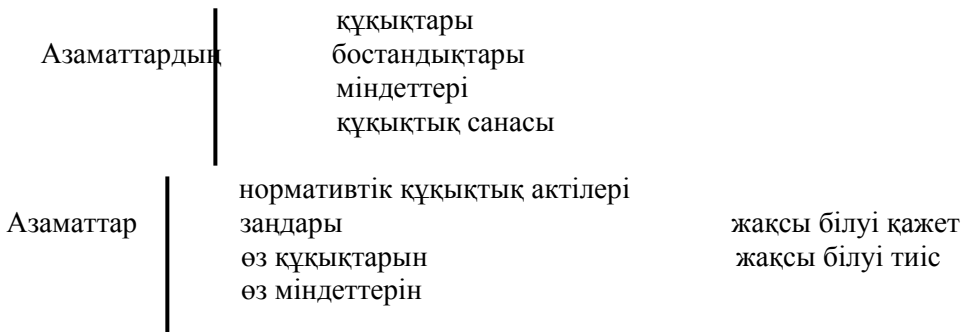 құқықтары
Азаматтардың бостандықтары
міндеттері
құқықтық санасы
нормативтік құқықтық актілері
Азаматтар заңдары жақсы білуі қажет
өз құқықтарын жақсы білуі тиіс
өз міндеттерін